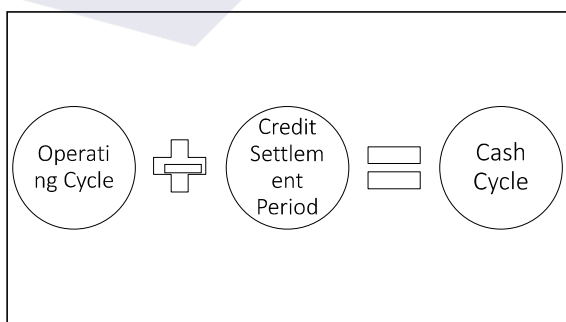 Operati
ng Cycle
Credit
Settlem
ent
Period
Cash
Cycle